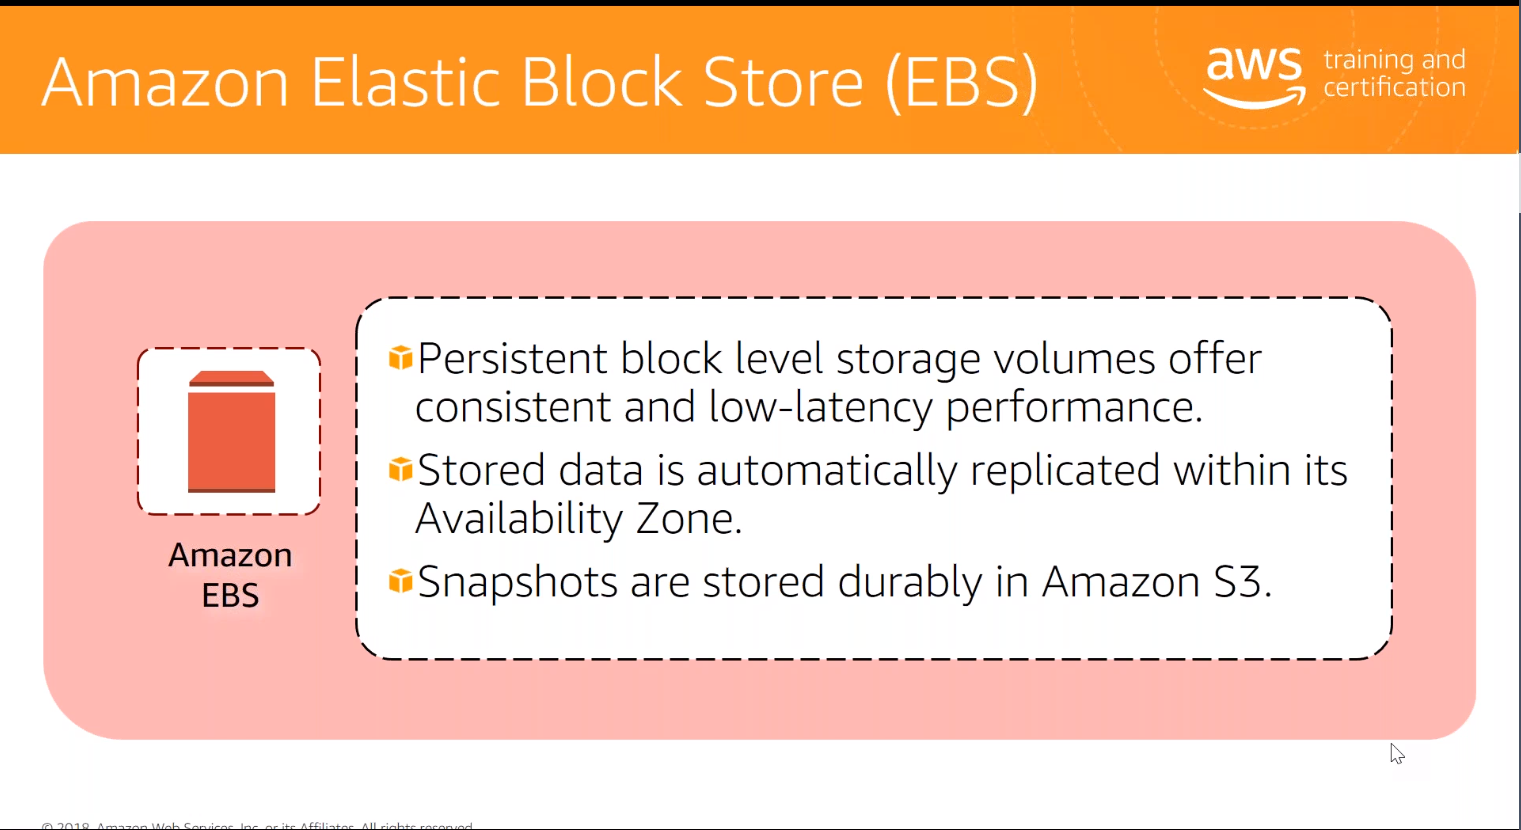 Amazon Elastic Block Store (EBS)
aws
training and
certification
Persistent block level storage volumes offer
consistent and low-latency performance.
Stored data is automatically replicated within its
Availability Zone.
Snapshots are stored durably in Amazon S3.
Amazon
EBS
© 2018, Amazon Web Services, Inc. or its Affiliates. All rights reserved.